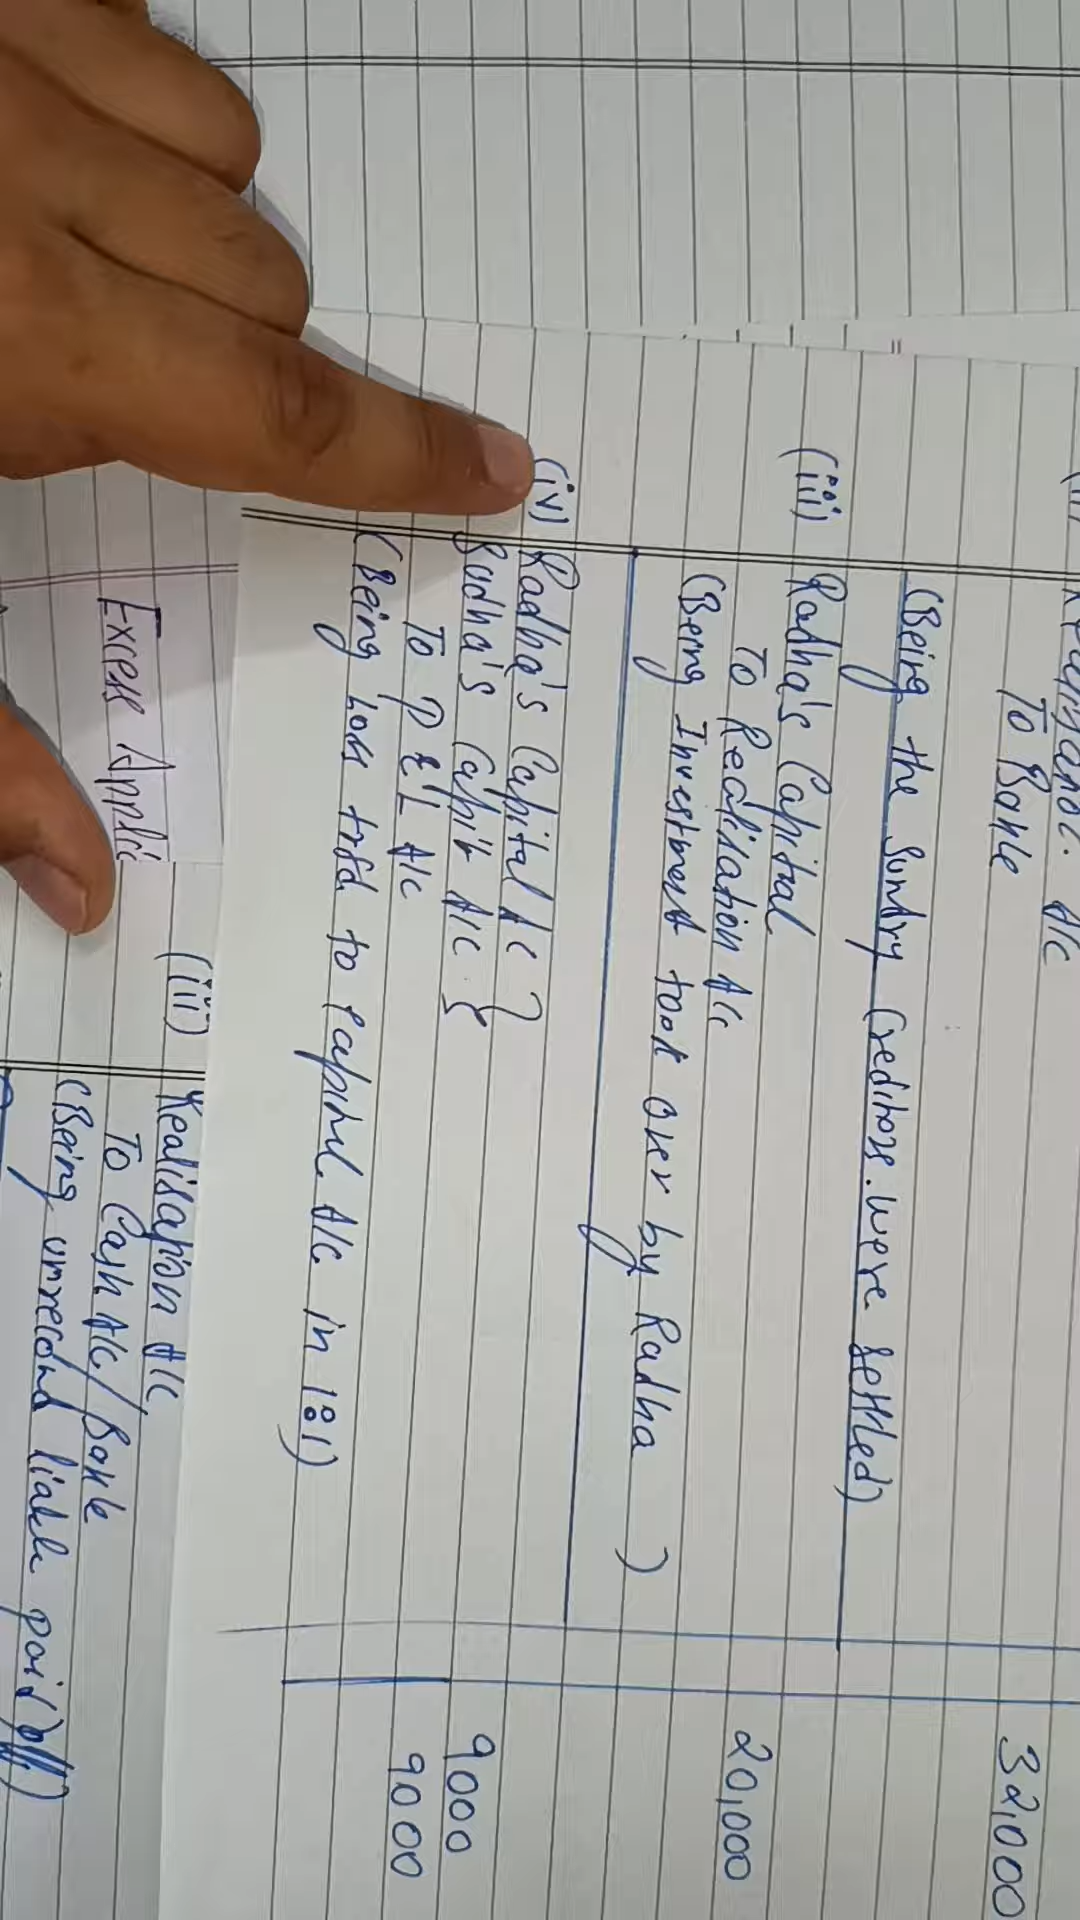 To Bank
32,000
(Being the Sundry Creditors were settled)
(iii) Radha's Capital
To Realisation A/c
20,000
(Being Investment took over by Radha )
(iv) Radha's Capital A/c }
Sudha's Capit A/c }
9000
To P & L A/c
9000
(Being loss trfd to Capital A/c in 1:1)
Excess Applic
(iii) Realisation A/c
To Cash A/c / Bank
(Being unrecord liable paid off)